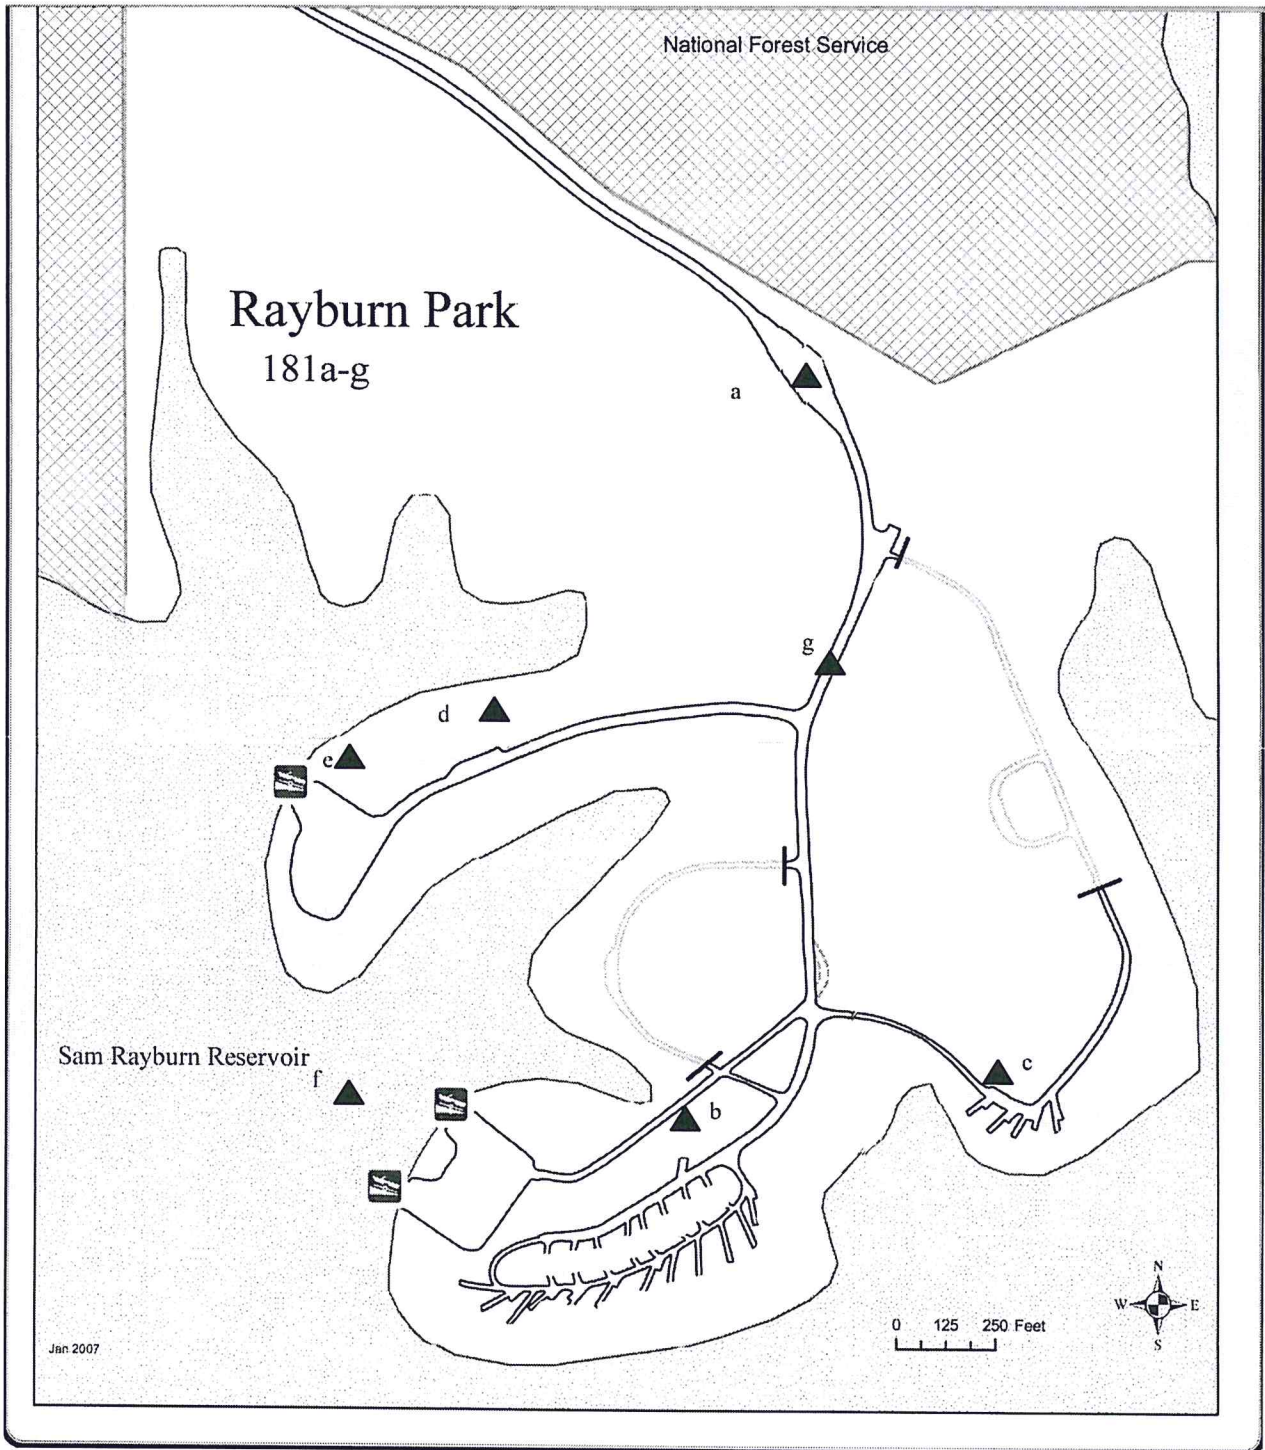 National Forest Service
Rayburn Park
181a-g
a
g
d
e
Sam Rayburn Reservoir
f
c
b
N
W E
S
0 125 250 Feet
Jan 2007